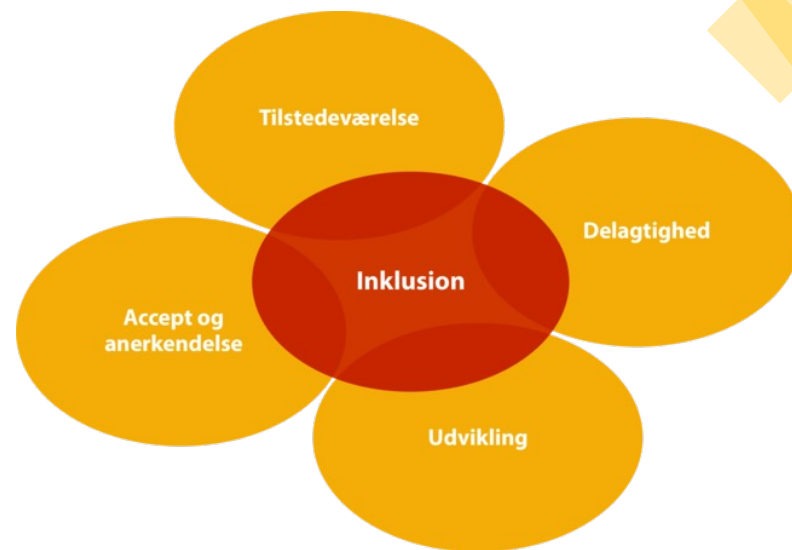 Tilstedeværelse
Delagtighed
Inklusion
Accept og
anerkendelse
Udvikling